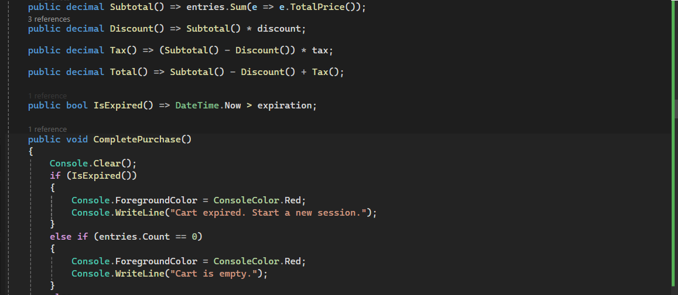 public decimal Subtotal() => entries.Sum(e => e.TotalPrice());
3 references
public decimal Discount() => Subtotal() * discount;
public decimal Tax() => (Subtotal() - Discount()) * tax;
public decimal Total() => Subtotal() - Discount() + Tax();
1 reference
public bool IsExpired() => DateTime.Now > expiration;
1 reference
public void CompletePurchase()
{
Console.Clear();
if (IsExpired())
{
Console.ForegroundColor = ConsoleColor.Red;
Console.WriteLine("Cart expired. Start a new session.");
}
else if (entries.Count == 0)
{
Console.ForegroundColor = ConsoleColor.Red;
Console.WriteLine("Cart is empty.");
}